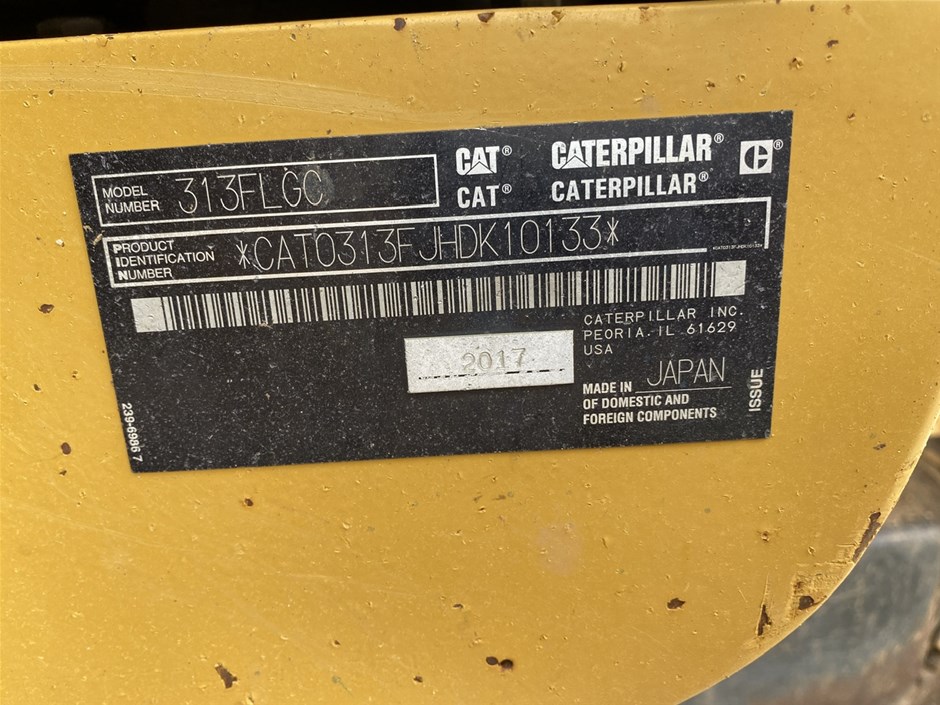 MODEL NUMBER 313FLGC
CAT® CATERPILLAR® C®
CAT® CATERPILLAR®
PRODUCT IDENTIFICATION NUMBER *CAT0313FJHDK10133*
*CAT0313FJHDK10133*
CATERPILLAR INC.
PEORIA. IL 61629
USA
2017
MADE IN JAPAN
OF DOMESTIC AND
FOREIGN COMPONENTS
ISSUE
239-6986 7